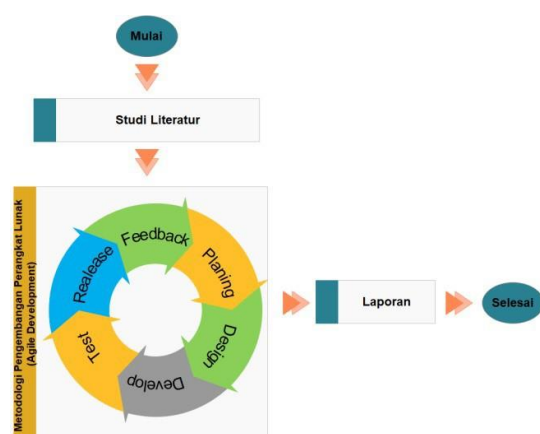 Mulai
Studi Literatur
Metodologi Pengembangan Perangkat Lunak
(Agile Development)
Feedback
Planing
Design
Develop
Test
Realease
Laporan
Selesai